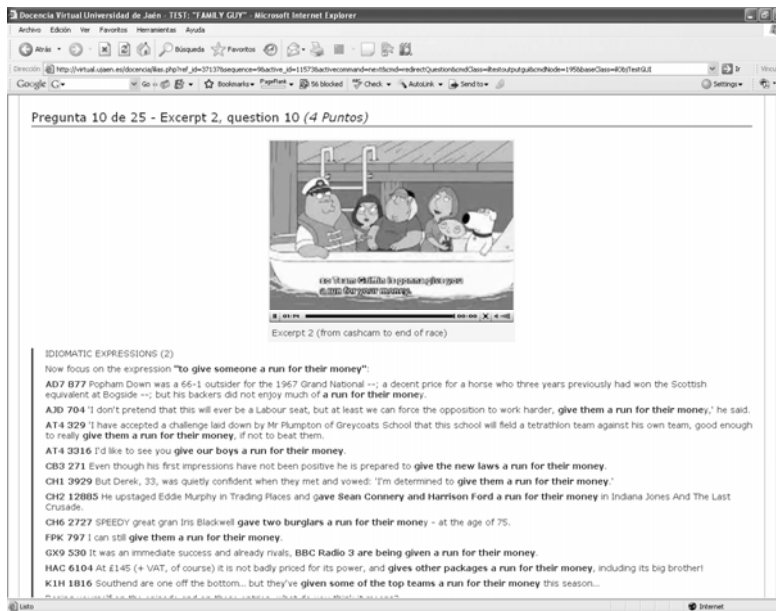 Docencia Virtual Universidad de Jaén - TEST: "FAMILY GUY" - Microsoft Internet Explorer
Archivo Edición Ver Favoritos Herramientas Ayuda
Atrás Búsqueda Favoritos
Dirección Ir Vínculos
Google Go Bookmarks PageRank 56 blocked Check AutoLink Send to Settings
Pregunta 10 de 25 - Excerpt 2, question 10 (4 Puntos)
so Team Griffin is gonna give you
a run for your money.
00:00
Excerpt 2 (from cashcam to end of race)
IDIOMATIC EXPRESSIONS (2)
Now focus on the expression "to give someone a run for their money":
AD7 877 Popham Down was a 66-1 outsider for the 1967 Grand National --; a decent price for a horse who three years previously had won the Scottish
equivalent at Bogside --; but his backers did not enjoy much of a run for their money.
AJD 704 'I don't pretend that this will ever be a Labour seat, but at least we can force the opposition to work harder, give them a run for their money,' he said.
AT4 329 'I have accepted a challenge laid down by Mr Plumpton of Greycoats School that this school will field a tetrathlon team against his own team, good enough
to really give them a run for their money, if not to beat them.
AT4 3316 I'd like to see you give our boys a run for their money.
CB3 271 Even though his first impressions have not been positive he is prepared to give the new laws a run for their money.
CH1 3929 But Derek, 33, was quietly confident when they met and vowed: 'I'm determined to give them a run for their money.'
CH2 12885 He upstaged Eddie Murphy in Trading Places and gave Sean Connery and Harrison Ford a run for their money in Indiana Jones And The Last
Crusade.
CH6 2727 SPEEDY great gran Iris Blackwell gave two burglars a run for their money - at the age of 75.
FPK 797 I can still give them a run for their money.
GX9 530 It was an immediate success and already rivals, BBC Radio 3 are being given a run for their money.
HAC 6104 At £145 (+ VAT, of course) it is not badly priced for its power, and gives other packages a run for their money, including its big brother!
K1H 1816 Southend are one off the bottom... but they've given some of the top teams a run for their money this season...
Listo Internet